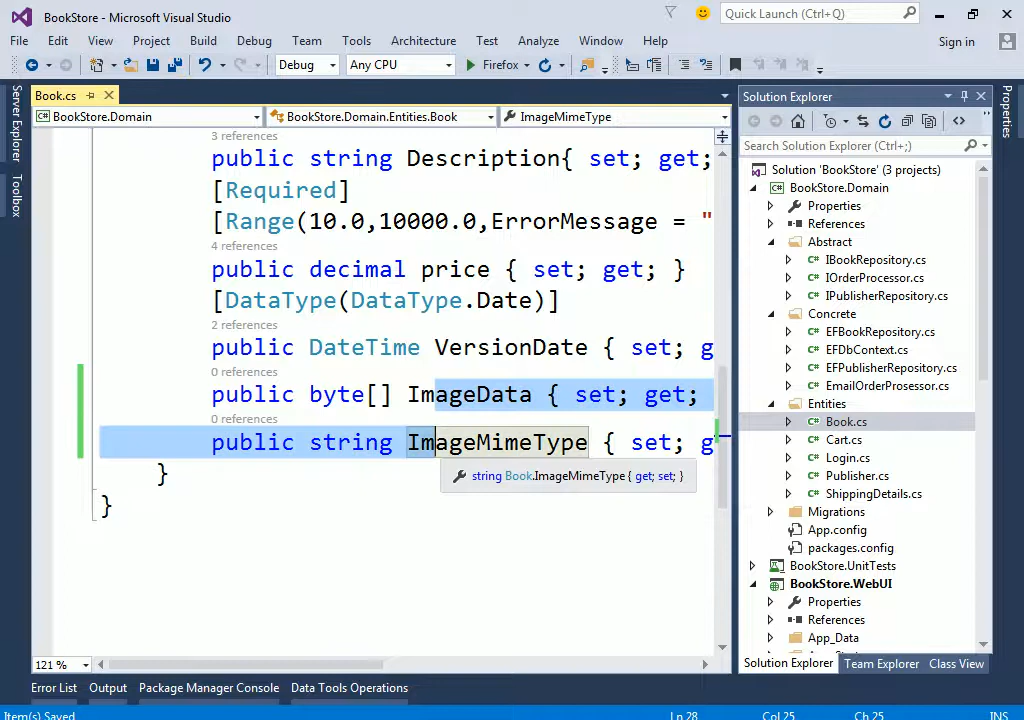 BookStore - Microsoft Visual Studio
Quick Launch (Ctrl+Q)
File Edit View Project Build Debug Team Tools Architecture Test Analyze Window Help
Sign in
Debug Any CPU Firefox
Server Explorer
Toolbox
Book.cs
BookStore.Domain BookStore.Domain.Entities.Book ImageMimeType
3 references
public string Description{ set; get;
[Required]
[Range(10.0,10000.0,ErrorMessage = "
4 references
public decimal price { set; get; }
[DataType(DataType.Date)]
2 references
public DateTime VersionDate { set; g
0 references
public byte[] ImageData { set; get;
0 references
public string ImageMimeType { set; g
string Book.ImageMimeType { get; set; }
}
}
121 %
Solution Explorer
Search Solution Explorer (Ctrl+;)
Solution 'BookStore' (3 projects)
BookStore.Domain
Properties
References
Abstract
IBookRepository.cs
IOrderProcessor.cs
IPublisherRepository.cs
Concrete
EFBookRepository.cs
EFDbContext.cs
EFPublisherRepository.cs
EmailOrderProsessor.cs
Entities
Book.cs
Cart.cs
Login.cs
Publisher.cs
ShippingDetails.cs
Migrations
App.config
packages.config
BookStore.UnitTests
BookStore.WebUI
Properties
References
App_Data
Solution Explorer Team Explorer Class View
Properties
Error List Output Package Manager Console Data Tools Operations
Item(s) Saved Ln 28 Col 25 Ch 25 INS